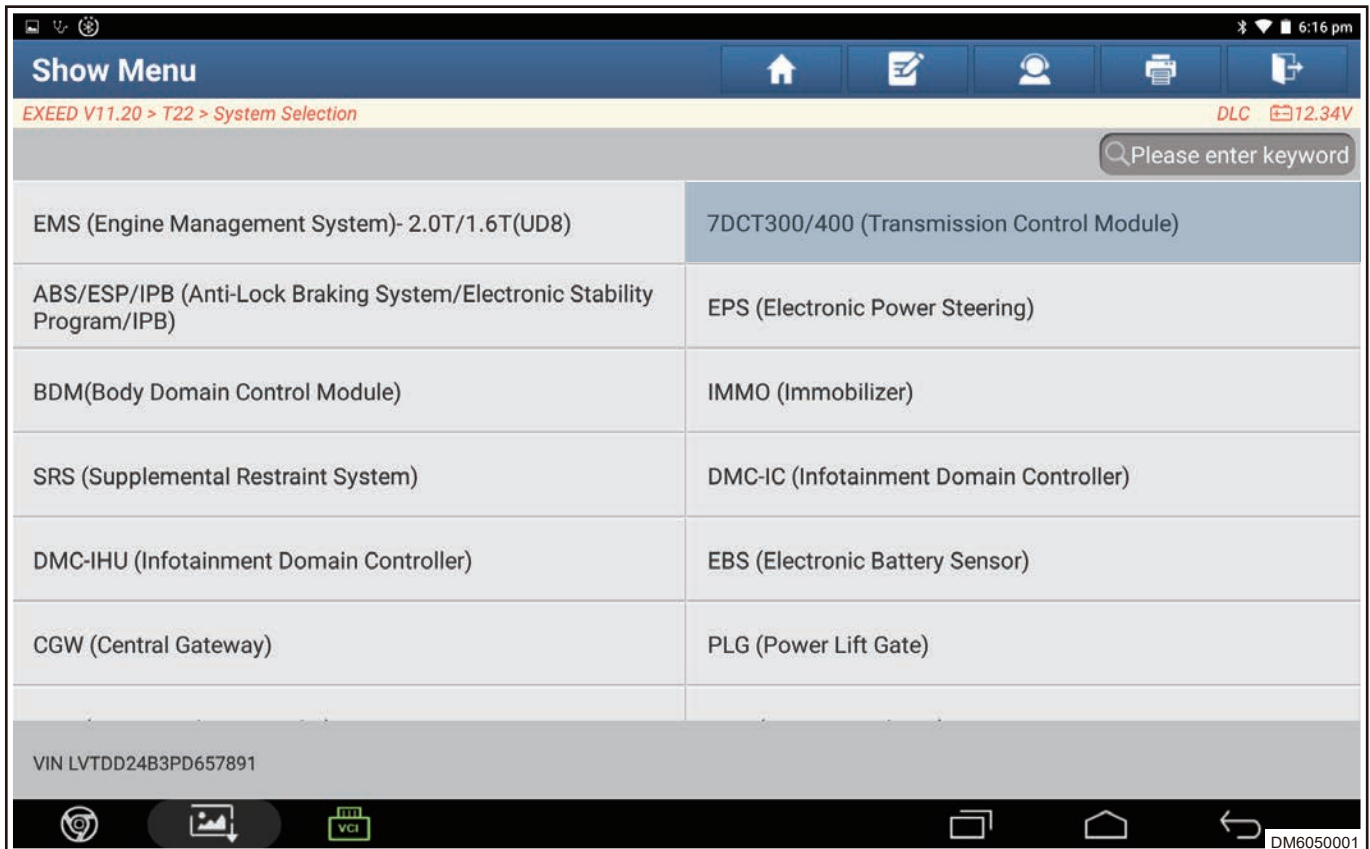 6:16 pm
Show Menu
EXEED V11.20 > T22 > System Selection
DLC 12.34V
Please enter keyword
EMS (Engine Management System)- 2.0T/1.6T(UD8)
7DCT300/400 (Transmission Control Module)
ABS/ESP/IPB (Anti-Lock Braking System/Electronic Stability
Program/IPB)
EPS (Electronic Power Steering)
BDM(Body Domain Control Module)
IMMO (Immobilizer)
SRS (Supplemental Restraint System)
DMC-IC (Infotainment Domain Controller)
DMC-IHU (Infotainment Domain Controller)
EBS (Electronic Battery Sensor)
CGW (Central Gateway)
PLG (Power Lift Gate)
VIN LVTDD24B3PD657891
VCI
DM6050001